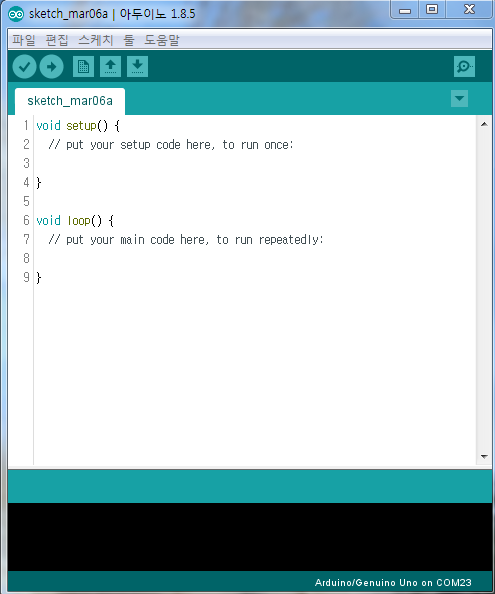 sketch_mar06a | 아두이노 1.8.5
파일 편집 스케치 툴 도움말
sketch_mar06a
1 void setup() {
2 // put your setup code here, to run once:
3
4 }
5
6 void loop() {
7 // put your main code here, to run repeatedly:
8
9 }
Arduino/Genuino Uno on COM23